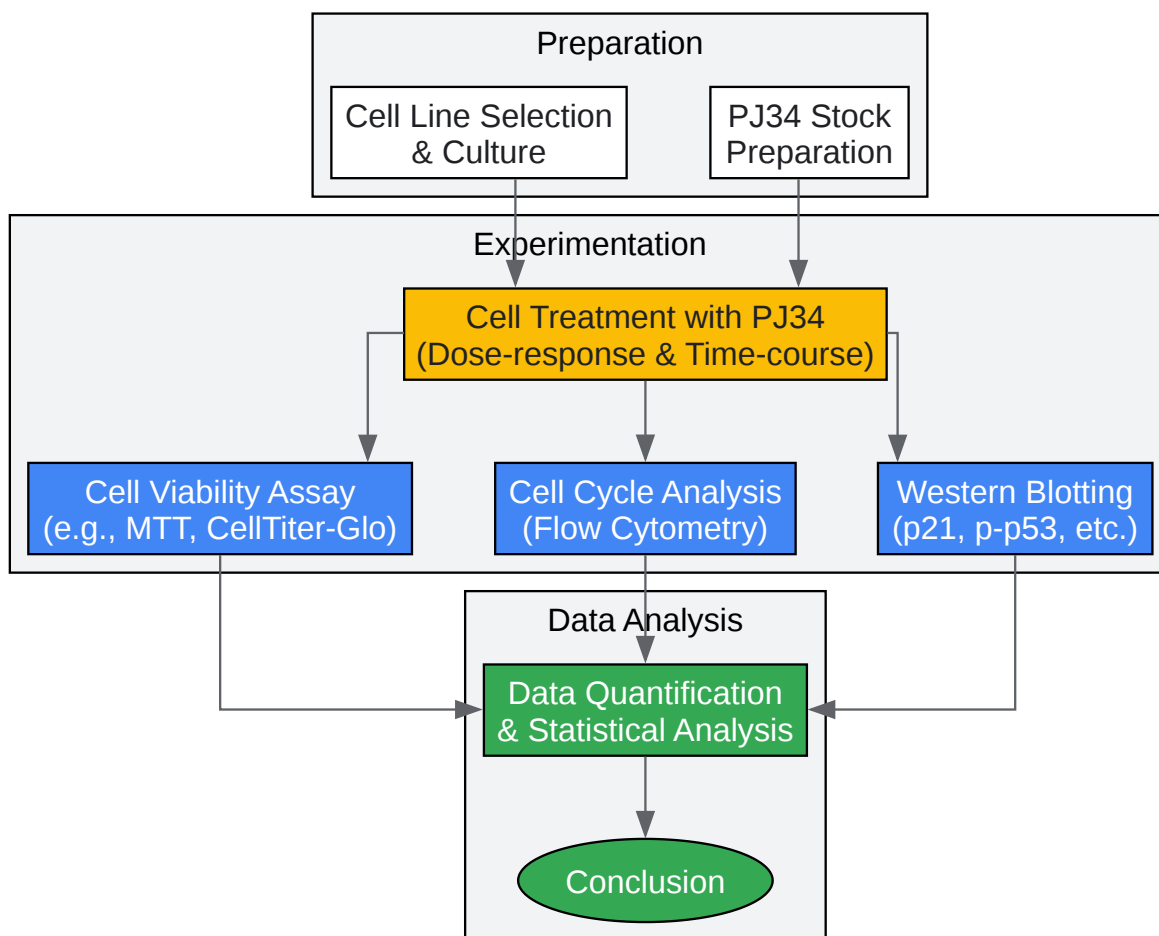 Preparation
Cell Line Selection
& Culture
PJ34 Stock
Preparation
Experimentation
Cell Treatment with PJ34
(Dose-response & Time-course)
Cell Viability Assay
(e.g., MTT, CellTiter-Glo)
Cell Cycle Analysis
(Flow Cytometry)
Western Blotting
(p21, p-p53, etc.)
Data Analysis
Data Quantification
& Statistical Analysis
Conclusion